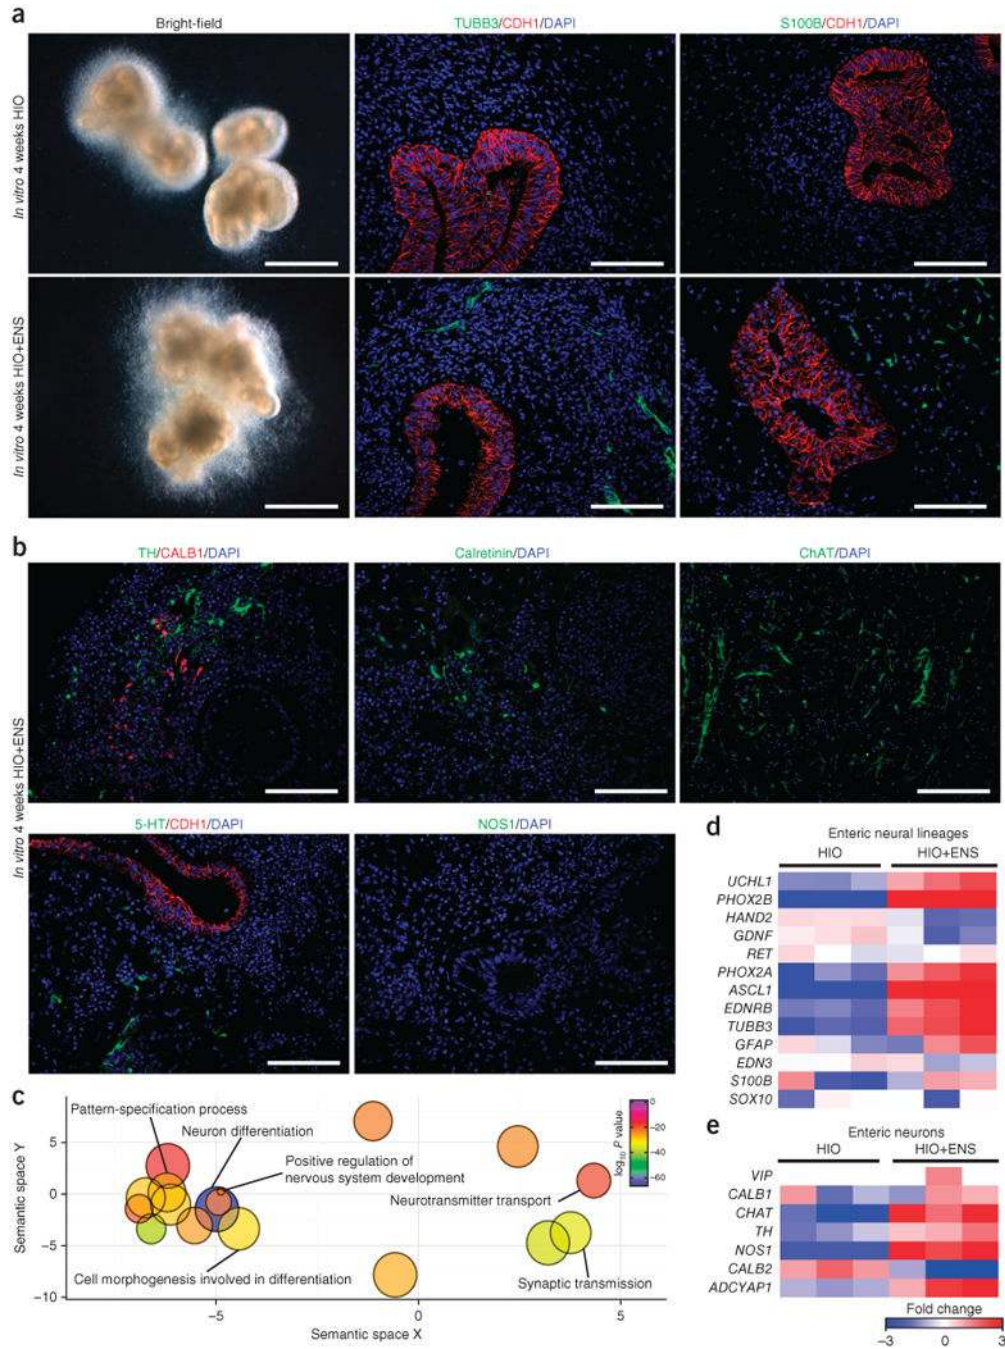 a
Bright-field
TUBB3/CDH1/DAPI
S100B/CDH1/DAPI
In vitro 4 weeks HIO
In vitro 4 weeks HIO+ENS
b
TH/CALB1/DAPI
Calretinin/DAPI
ChAT/DAPI
In vitro 4 weeks HIO+ENS
5-HT/CDH1/DAPI
NOS1/DAPI
c
Pattern-specification process
Neuron differentiation
Positive regulation of
nervous system development
Neurotransmitter transport
Cell morphogenesis involved in differentiation
Synaptic transmission
log10 P value
0
−20
−40
−60
Semantic space Y
5
0
−5
−10
−5
0
5
Semantic space X
d
Enteric neural lineages
HIO
HIO+ENS
UCHL1
PHOX2B
HAND2
GDNF
RET
PHOX2A
ASCL1
EDNRB
TUBB3
GFAP
EDN3
S100B
SOX10
e
Enteric neurons
HIO
HIO+ENS
VIP
CALB1
CHAT
TH
NOS1
CALB2
ADCYAP1
Fold change
−3
0
3